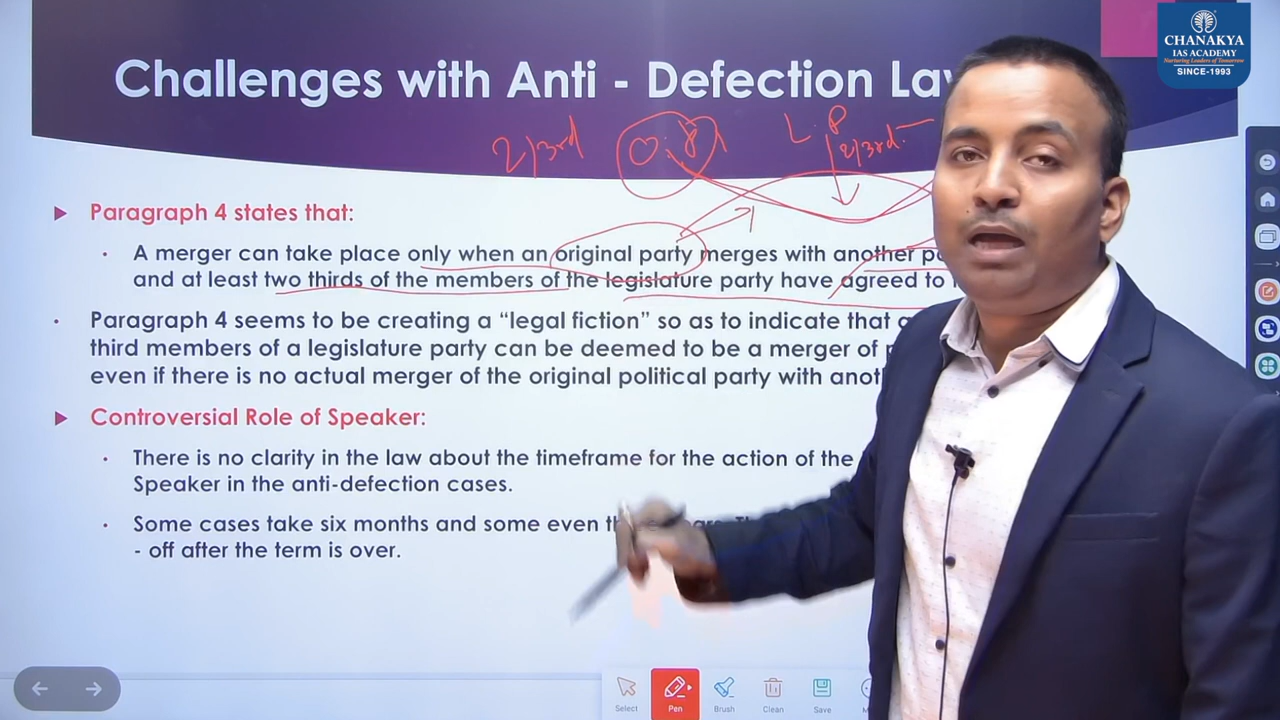 CHANAKYA
IAS ACADEMY
Nurturing Leaders of Tomorrow
SINCE-1993
Challenges with Anti - Defection
2/3rd O.P L.P
2/3rd
Paragraph 4 states that:
A merger can take place only when an original party merges with another
and at least two thirds of the members of the legislature party have agreed to
Paragraph 4 seems to be creating a “legal fiction” so as to indicate that
third members of a legislature party can be deemed to be a merger of
even if there is no actual merger of the original political party with
Controversial Role of Speaker:
There is no clarity in the law about the timeframe for the action of the
Speaker in the anti-defection cases.
Some cases take six months and some even
- off after the term is over.
Select Pen Brush Clean Save